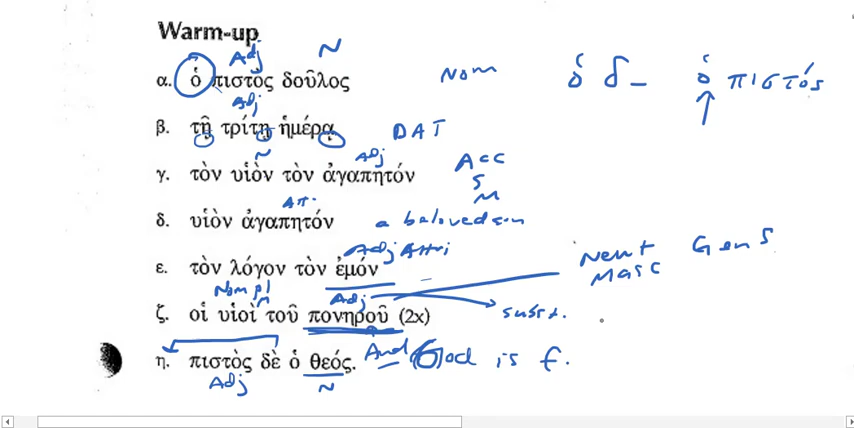 Warm-up
Adj N
α. ὁ πιστὸς δοῦλος Nom ὁ δ— ὁ πιστός
Adj
β. τῇ τρίτῃ ἡμέρᾳ DAT
N Adj Acc
γ. τὸν υἱὸν τὸν ἀγαπητόν S
M
δ. υἱὸν ἀγαπητόν a beloved son
Adj Attri
ε. τὸν λόγον τὸν ἐμόν Neut Gen S
Masc
Nom pl M Adj
ζ. οἱ υἱοὶ τοῦ πονηροῦ (2x) subst.
η. πιστὸς δὲ ὁ θεός. And God is f.
Adj N